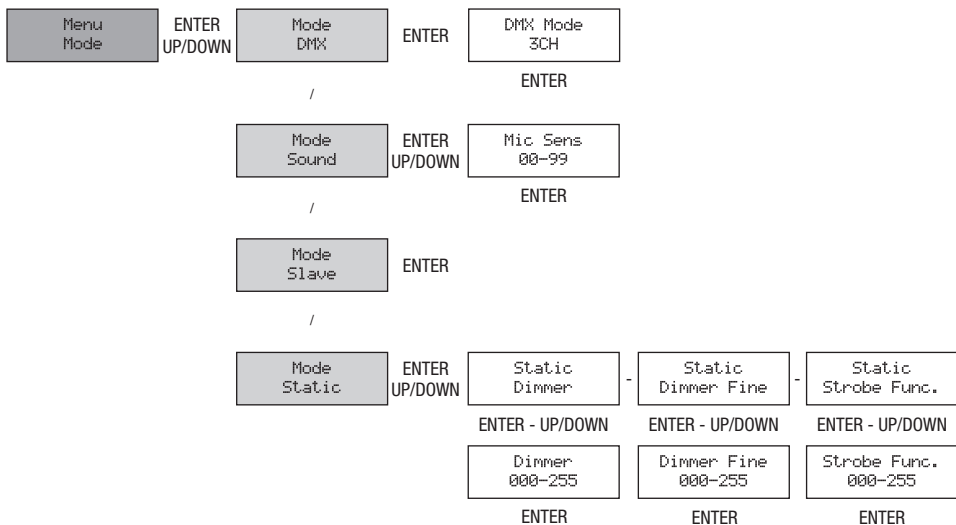 Menu
Mode
ENTER
UP/DOWN
Mode
DMX
ENTER
DMX Mode
3CH
ENTER
/
Mode
Sound
ENTER
UP/DOWN
Mic Sens
00-99
ENTER
/
Mode
Slave
ENTER
/
Mode
Static
ENTER
UP/DOWN
Static
Dimmer
-
Static
Dimmer Fine
-
Static
Strobe Func.
ENTER - UP/DOWN
ENTER - UP/DOWN
ENTER - UP/DOWN
Dimmer
000-255
Dimmer Fine
000-255
Strobe Func.
000-255
ENTER
ENTER
ENTER